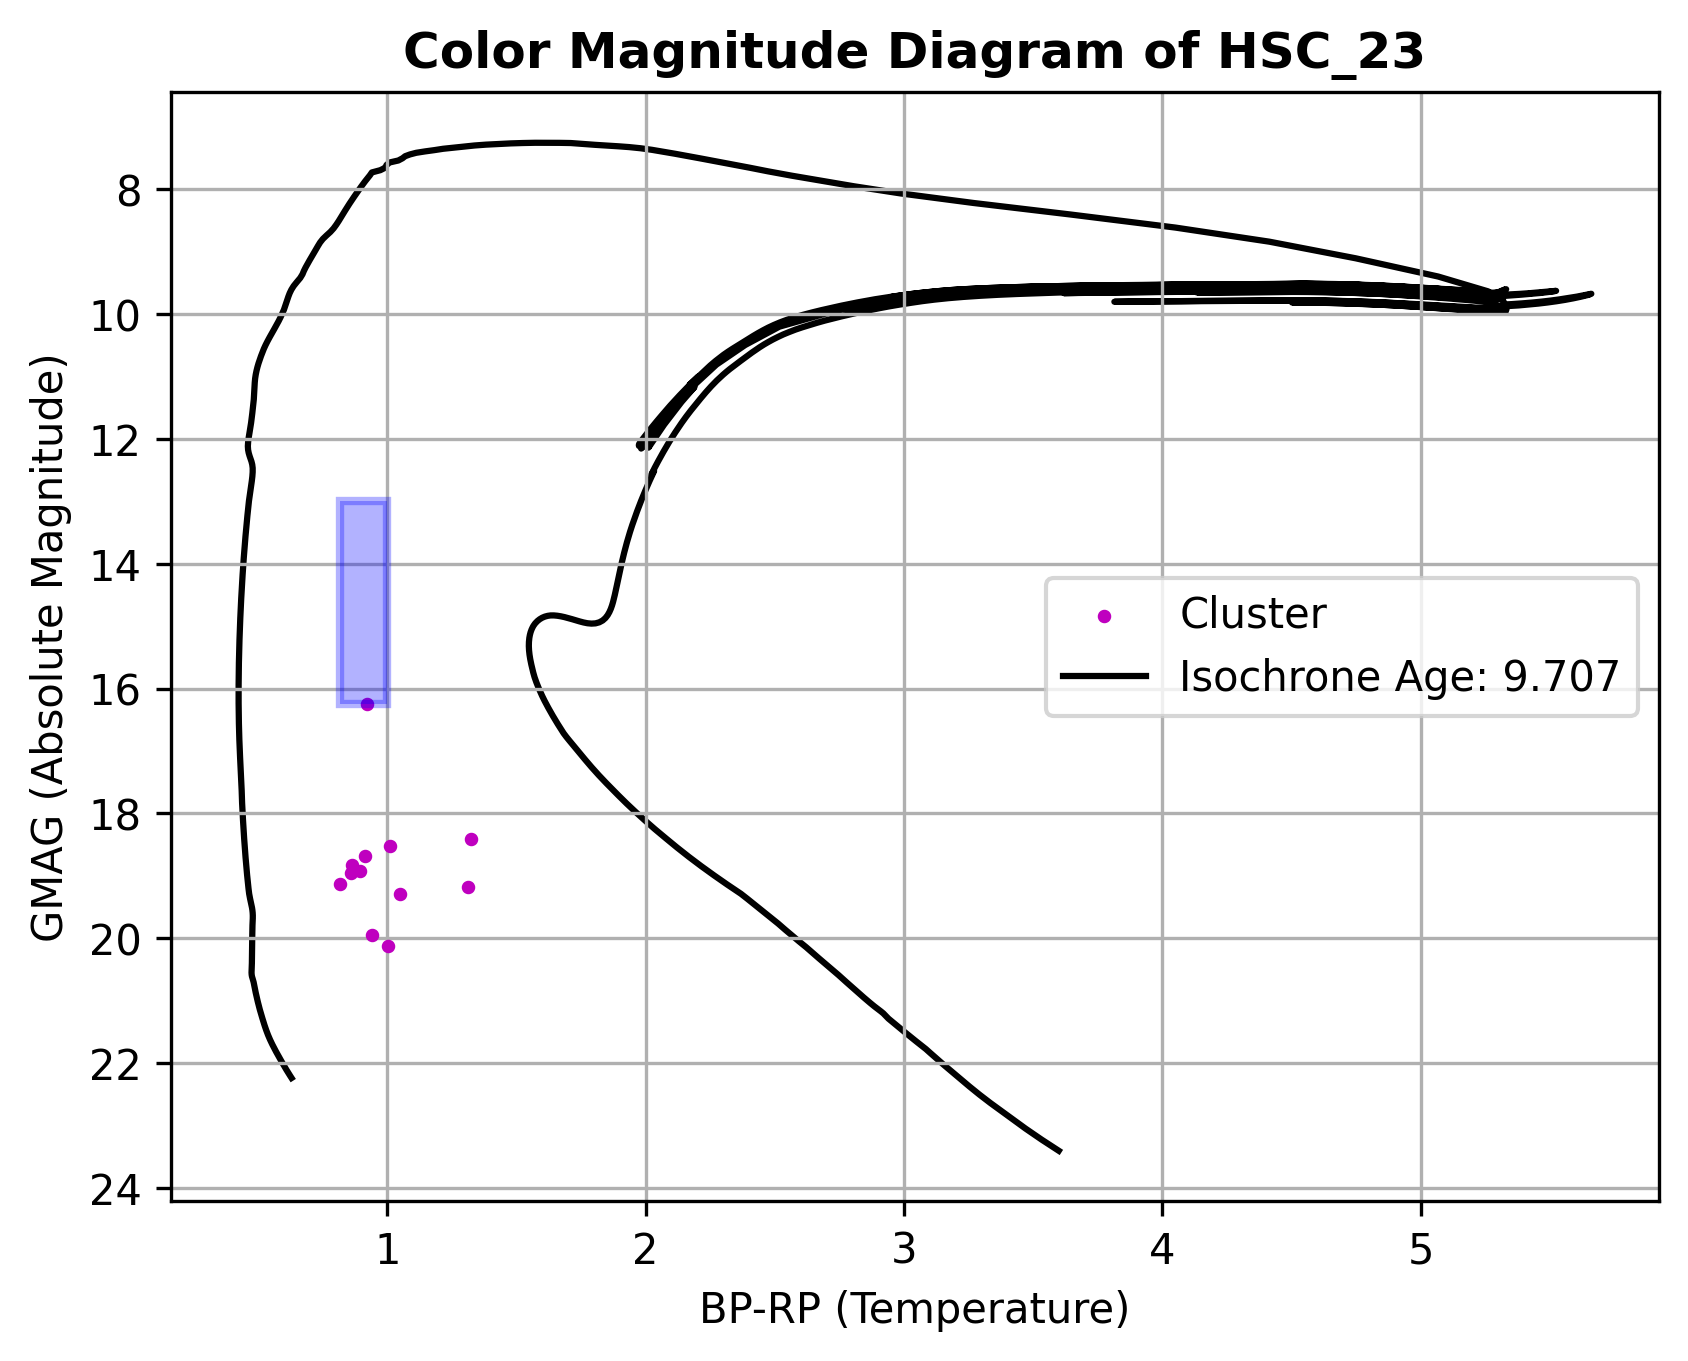 Color Magnitude Diagram of HSC_23
GMAG (Absolute Magnitude)
8
10
12
14
16
18
20
22
24
Cluster
Isochrone Age: 9.707
1
2
3
4
5
BP-RP (Temperature)